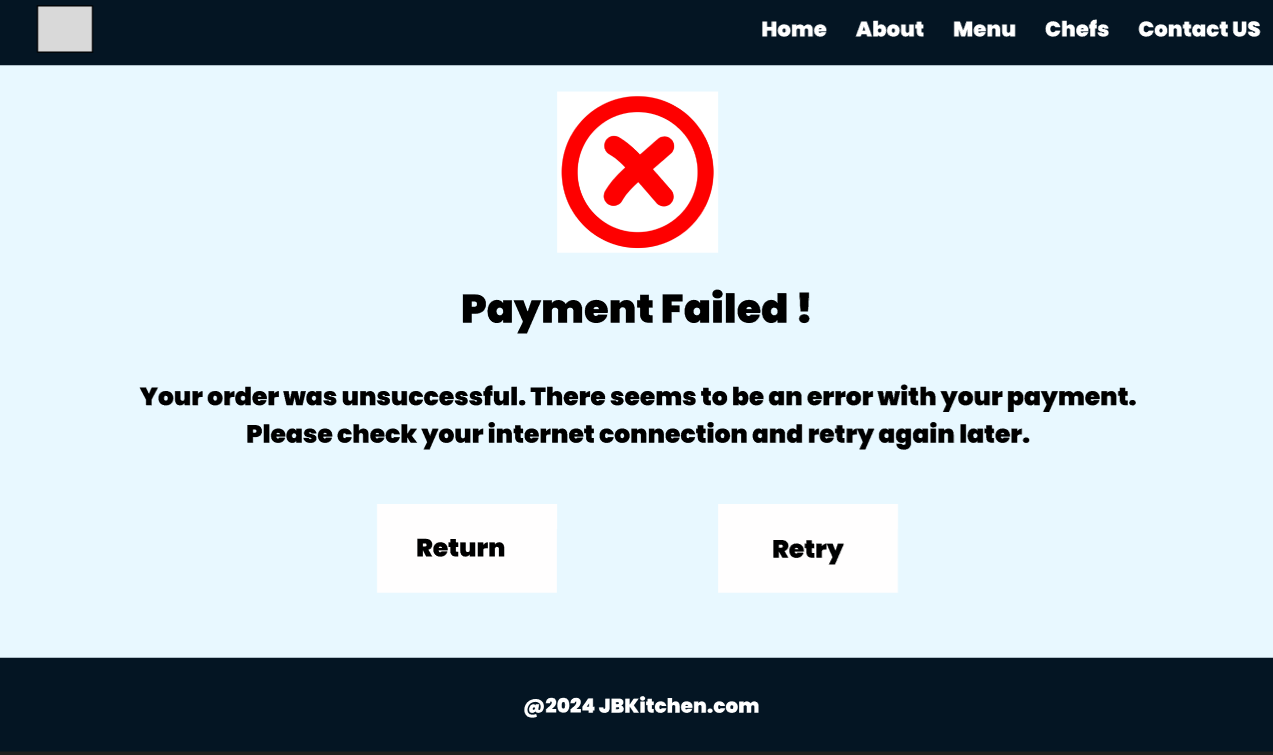 Home About Menu Chefs Contact US
Payment Failed !
Your order was unsuccessful. There seems to be an error with your payment.
Please check your internet connection and retry again later.
Return Retry
@2024 JBKitchen.com